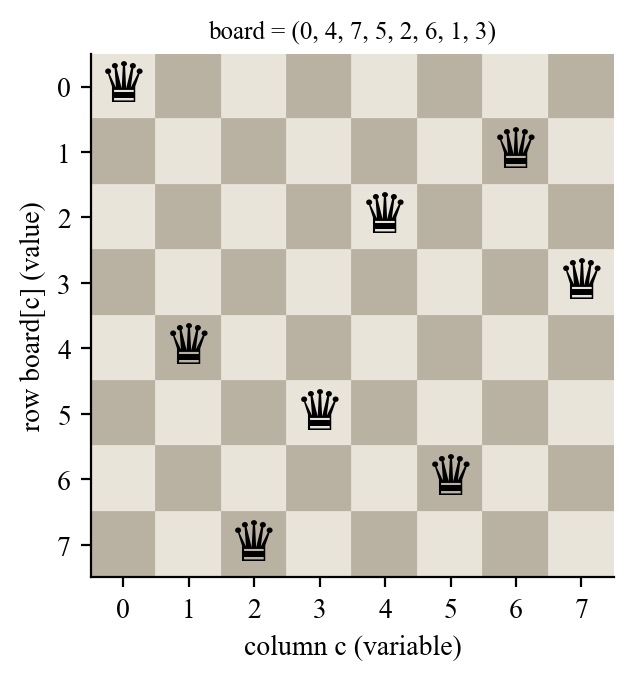 board = (0, 4, 7, 5, 2, 6, 1, 3)
row board[c] (value)
0
1
2
3
4
5
6
7
0 1 2 3 4 5 6 7
column c (variable)